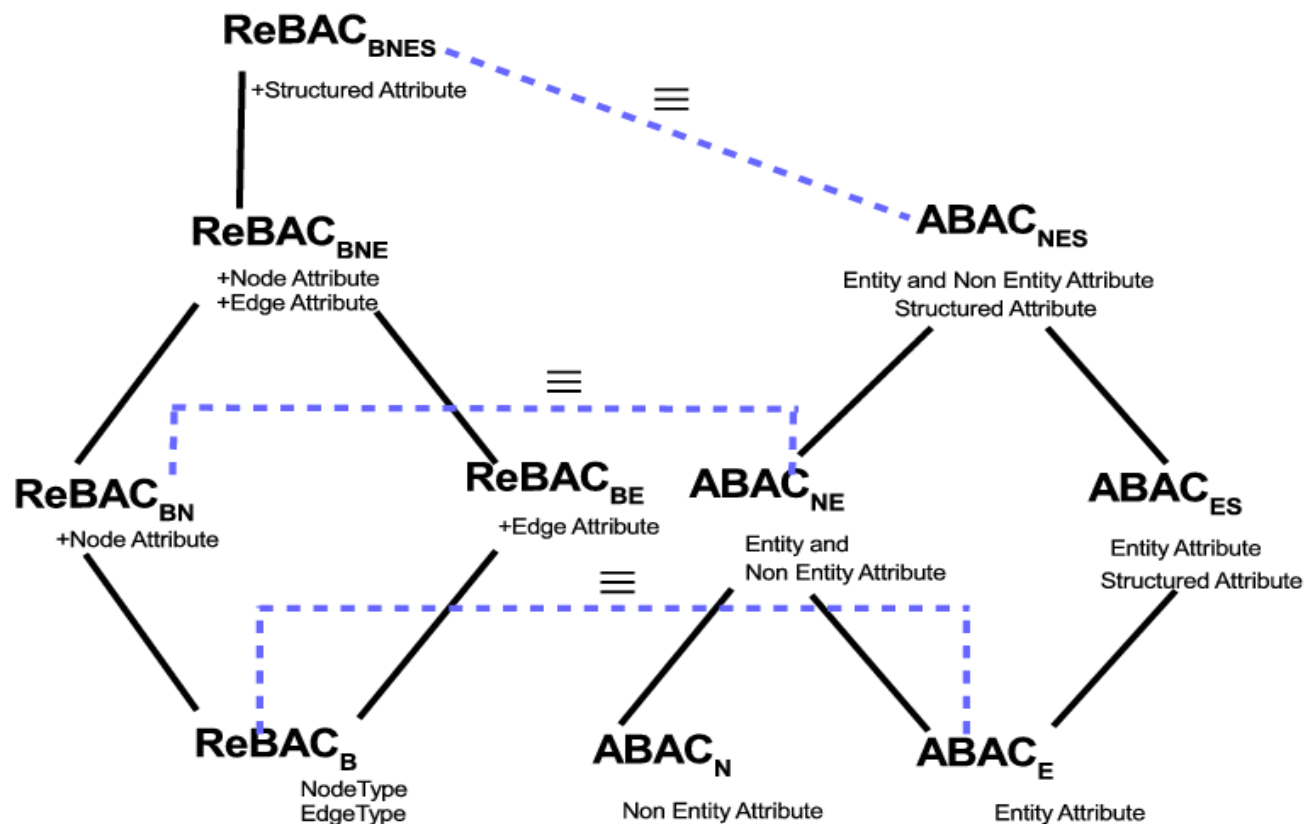 ReBAC_BNES
+Structured Attribute
≡
ReBAC_BNE
+Node Attribute
+Edge Attribute
ABAC_NES
Entity and Non Entity Attribute
Structured Attribute
≡
ReBAC_BN
+Node Attribute
ReBAC_BE
+Edge Attribute
ABAC_NE
Entity and
Non Entity Attribute
ABAC_ES
Entity Attribute
Structured Attribute
≡
ReBAC_B
NodeType
EdgeType
ABAC_N
Non Entity Attribute
ABAC_E
Entity Attribute